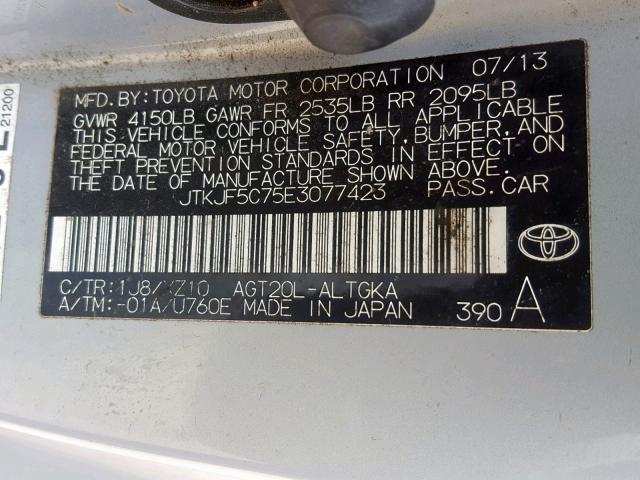 MFD. BY: TOYOTA MOTOR CORPORATION 07/13
GVWR 4150LB GAWR FR 2535LB RR 2095LB
THIS VEHICLE CONFORMS TO ALL APPLICABLE
FEDERAL MOTOR VEHICLE SAFETY, BUMPER, AND
THEFT PREVENTION STANDARDS IN EFFECT ON
THE DATE OF MANUFACTURE SHOWN ABOVE.
JTKJF5C75E3077423 PASS. CAR
C/TR: 1J8/ AGT20L-ALTGKA
A/TM: -01A/U760E MADE IN JAPAN 390 A
21200